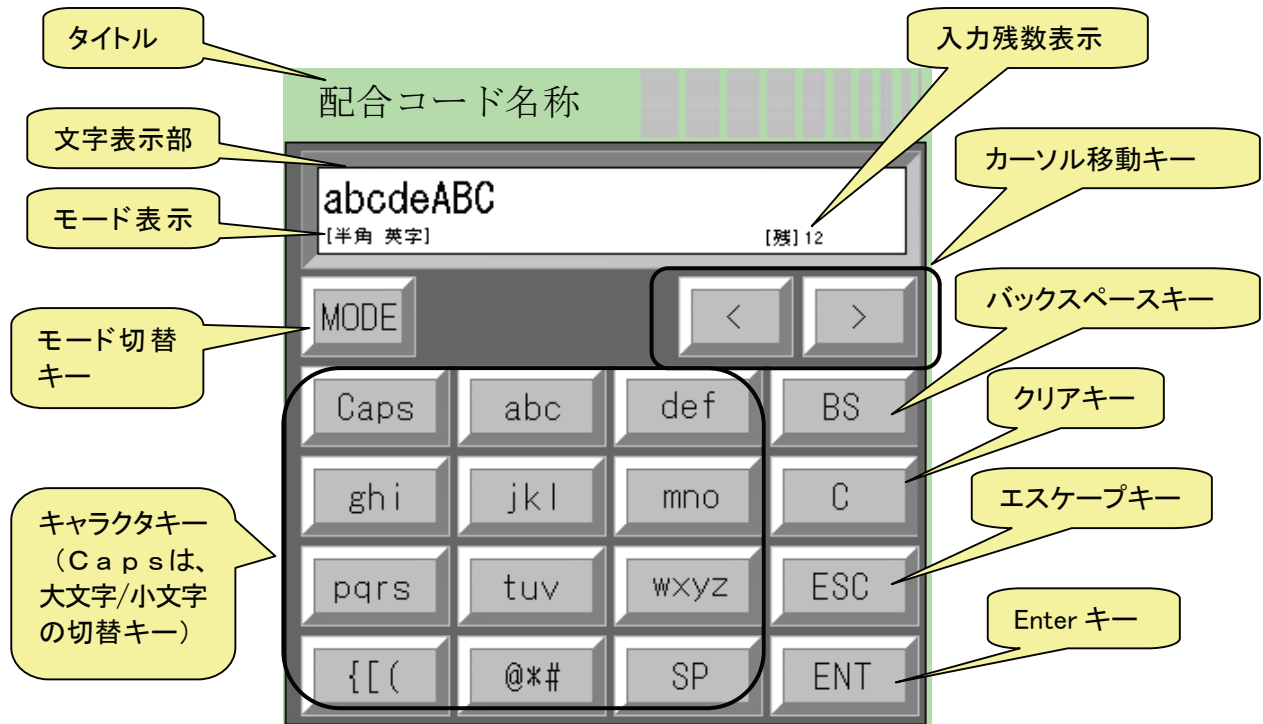 タイトル
入力残数表示
配合コード名称
文字表示部
カーソル移動キー
abcdeABC
モード表示
[半角 英字]
[残]12
バックスペースキー
MODE
<
>
モード切替
キー
Caps
abc
def
BS
クリアキー
ghi
jkl
mno
C
エスケープキー
キャラクタキー
（Ｃａｐｓは、
大文字/小文字
の切替キー）
pqrs
tuv
wxyz
ESC
Enter キー
{[(
@*#
SP
ENT